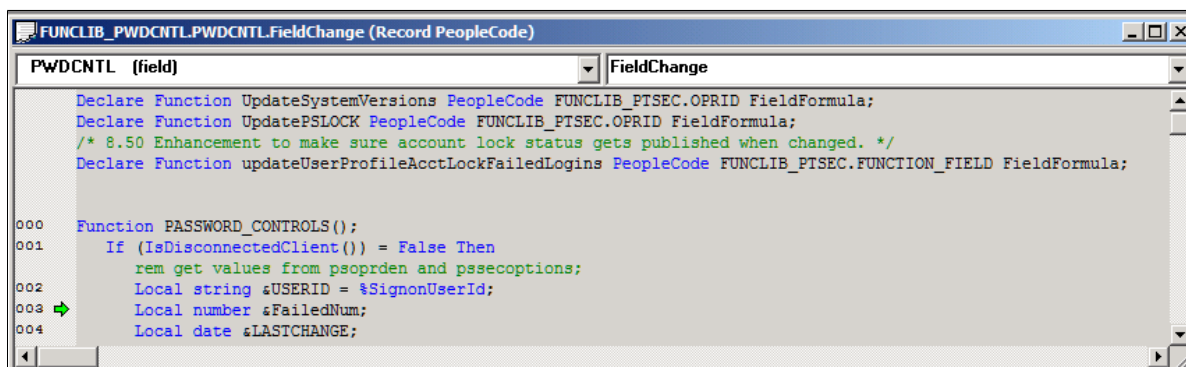 FUNCLIB_PWDCNTL.PWDCNTL.FieldChange (Record PeopleCode)
PWDCNTL (field) FieldChange
Declare Function UpdateSystemVersions PeopleCode FUNCLIB_PTSEC.OPRID FieldFormula;
Declare Function UpdatePSLOCK PeopleCode FUNCLIB_PTSEC.OPRID FieldFormula;
/* 8.50 Enhancement to make sure account lock status gets published when changed. */
Declare Function updateUserProfileAcctLockFailedLogins PeopleCode FUNCLIB_PTSEC.FUNCTION_FIELD FieldFormula;
000 Function PASSWORD_CONTROLS();
001 If (IsDisconnectedClient()) = False Then
rem get values from psoprden and pssecoptions;
002 Local string &USERID = %SignonUserId;
003 Local number &FailedNum;
004 Local date &LASTCHANGE;